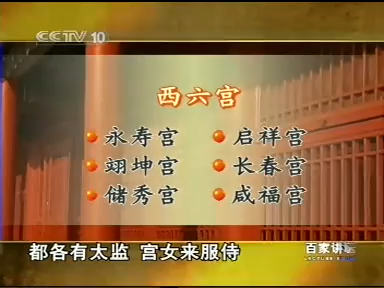 CCTV 10
西六宫
永寿宫 启祥宫
翊坤宫 长春宫
储秀宫 咸福宫
百家讲坛
都各有太监 宫女来服侍